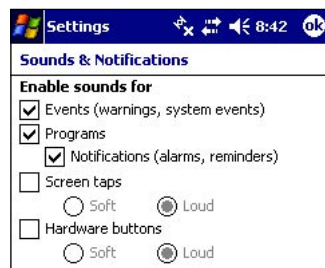 Settings 8:42 ok
Sounds & Notifications
Enable sounds for
Events (warnings, system events)
Programs
Notifications (alarms, reminders)
Screen taps
Soft Loud
Hardware buttons
Soft Loud